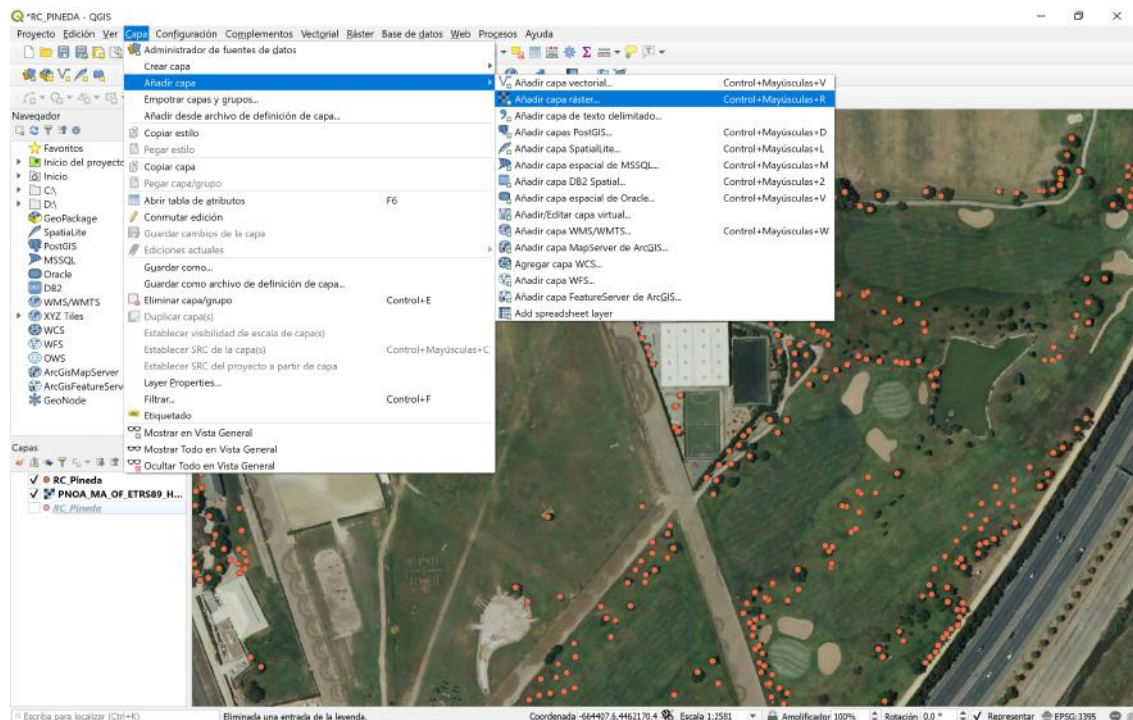 *RC_PINEDA - QGIS
Proyecto Edición Ver Capa Configuración Complementos Vectorial Ráster Base de datos Web Procesos Ayuda
Administrador de fuentes de datos
Crear capa
Añadir capa
Empotrar capas y grupos...
Añadir desde archivo de definición de capa...
Copiar estilo
Pegar estilo
Copiar capa
Pegar capa/grupo
Abrir tabla de atributos F6
Conmutar edición
Guardar cambios de la capa
Ediciones actuales
Guardar como...
Guardar como archivo de definición de capa...
Eliminar capa/grupo Control+E
Duplicar capa(s)
Establecer visibilidad de escala de capa(s)
Establecer SRC de la capa(s) Control+Mayúsculas+C
Establecer SRC del proyecto a partir de capa
Layer Properties...
Filtrar... Control+F
Etiquetado
Mostrar en Vista General
Mostrar Todo en Vista General
Ocultar Todo en Vista General
Añadir capa vectorial... Control+Mayúsculas+V
Añadir capa ráster... Control+Mayúsculas+R
Añadir capa de texto delimitado...
Añadir capas PostGIS... Control+Mayúsculas+D
Añadir capa SpatiaLite... Control+Mayúsculas+L
Añadir capa espacial de MSSQL... Control+Mayúsculas+M
Añadir capa DB2 Spatial... Control+Mayúsculas+2
Añadir capa espacial de Oracle... Control+Mayúsculas+V
Añadir/Editar capa virtual...
Añadir capa WMS/WMTS... Control+Mayúsculas+W
Añadir capa MapServer de ArcGIS...
Agregar capa WCS...
Añadir capa WFS...
Añadir capa FeatureServer de ArcGIS...
Add spreadsheet layer
Navegador
Favoritos
Inicio del proyecto
Inicio
C:\
D:\
GeoPackage
SpatiaLite
PostGIS
MSSQL
Oracle
DB2
WMS/WMTS
XYZ Tiles
WCS
WFS
OWS
ArcGisMapServer
ArcGisFeatureServ
GeoNode
Capas
RC_Pineda
PNOA_MA_OF_ETRS89_H...
RC_Pineda
Escriba para localizar (Ctrl+K) Eliminada una entrada de la leyenda. Coordenada -664407.6,4462170.4 Escala 1:2581 Amplificador 100% Rotación 0,0 ° Representar EPSG:3395